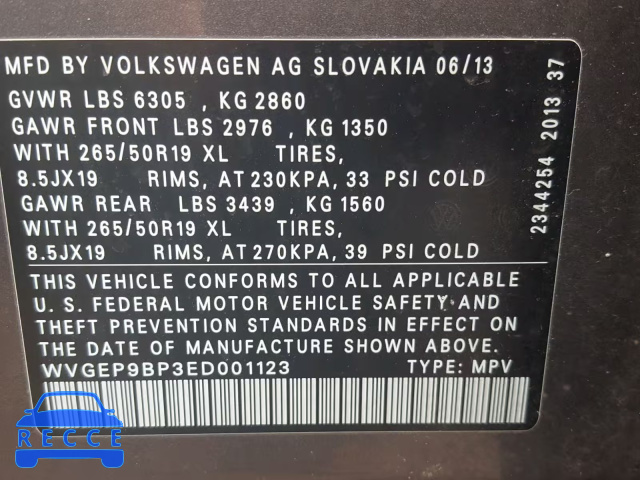 MFD BY VOLKSWAGEN AG SLOVAKIA 06/13
GVWR LBS 6305 , KG 2860
GAWR FRONT LBS 2976 , KG 1350
WITH 265/50R19 XL TIRES,
8.5JX19 RIMS, AT 230KPA, 33 PSI COLD
GAWR REAR LBS 3439 , KG 1560
WITH 265/50R19 XL TIRES,
8.5JX19 RIMS, AT 270KPA, 39 PSI COLD
THIS VEHICLE CONFORMS TO ALL APPLICABLE
U. S. FEDERAL MOTOR VEHICLE SAFETY AND
THEFT PREVENTION STANDARDS IN EFFECT ON
THE DATE OF MANUFACTURE SHOWN ABOVE.
WVGEP9BP3ED001123 TYPE: MPV
2344254 2013 37
RECCE